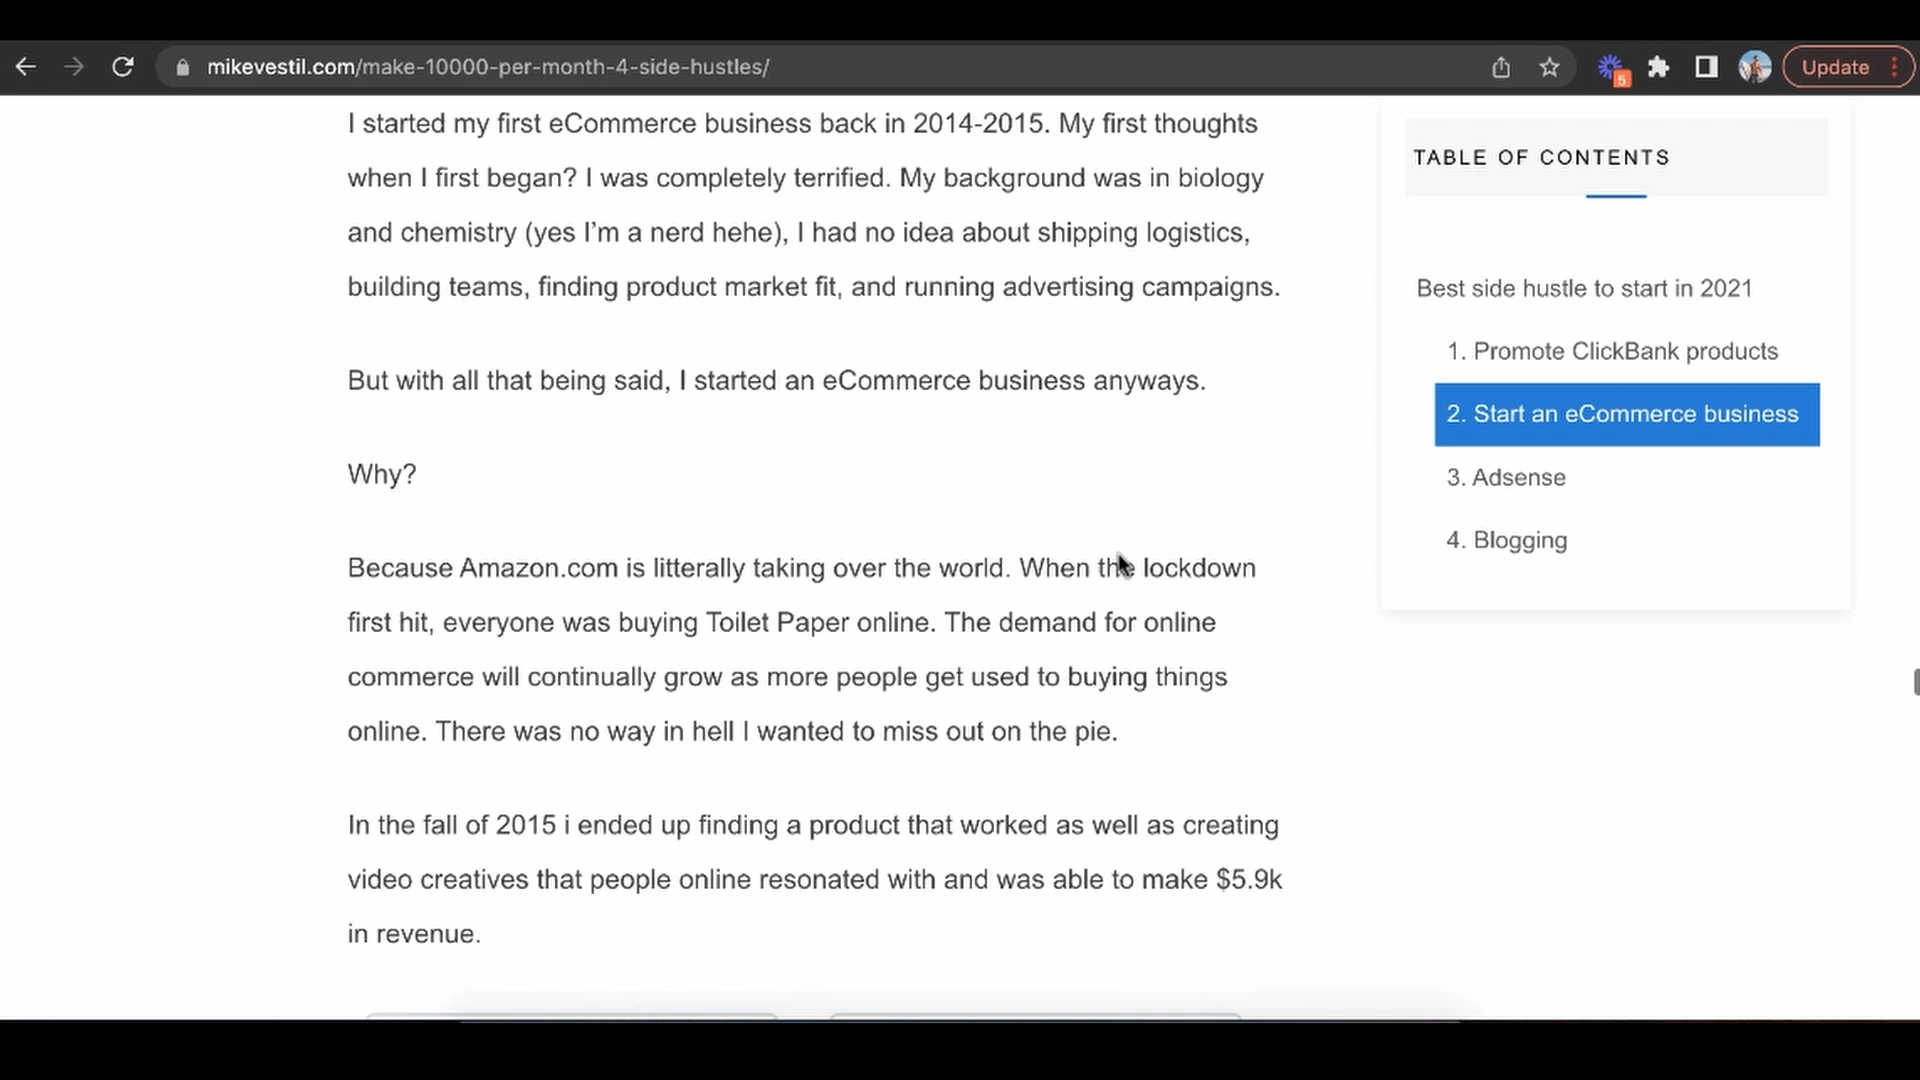 mikevestil.com/make-10000-per-month-4-side-hustles/
5
Update
I started my first eCommerce business back in 2014-2015. My first thoughts
when I first began? I was completely terrified. My background was in biology
and chemistry (yes I’m a nerd hehe), I had no idea about shipping logistics,
building teams, finding product market fit, and running advertising campaigns.
But with all that being said, I started an eCommerce business anyways.
Why?
Because Amazon.com is litterally taking over the world. When the lockdown
first hit, everyone was buying Toilet Paper online. The demand for online
commerce will continually grow as more people get used to buying things
online. There was no way in hell I wanted to miss out on the pie.
In the fall of 2015 i ended up finding a product that worked as well as creating
video creatives that people online resonated with and was able to make $5.9k
in revenue.
TABLE OF CONTENTS
Best side hustle to start in 2021
1. Promote ClickBank products
2. Start an eCommerce business
3. Adsense
4. Blogging